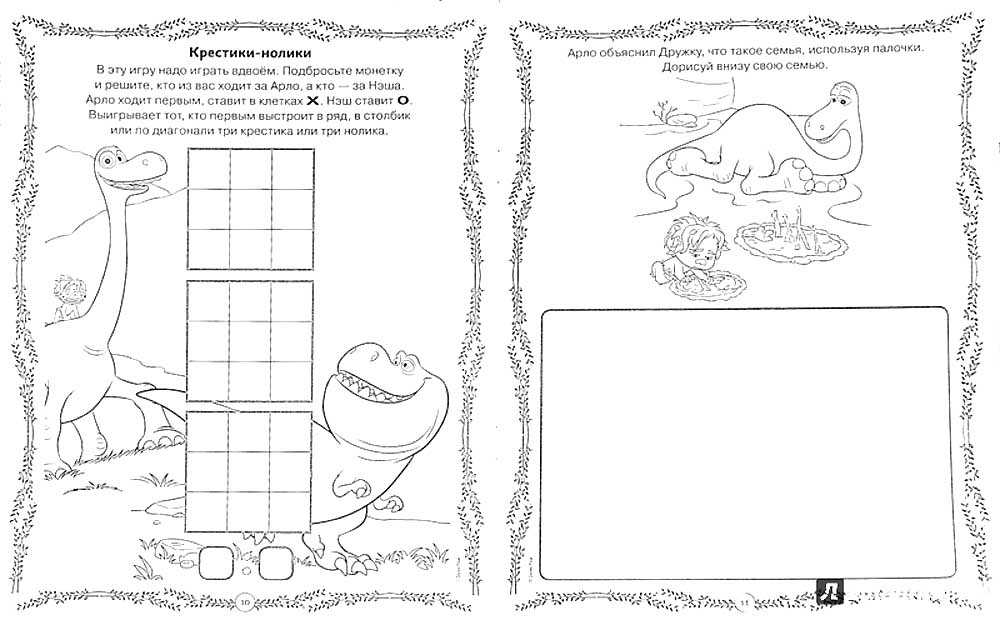 Крестики-нолики
В эту игру надо играть вдвоём. Подбросьте монетку
и решите, кто из вас ходит за Арло, а кто — за Нэша.
Арло ходит первым, ставит в клетках X. Нэш ставит O.
Выигрывает тот, кто первым выстроит в ряд, в столбик
или по диагонали три крестика или три нолика.
10
Арло объяснил Дружку, что такое семья, используя палочки.
Дорисуй внизу свою семью.
11
Л